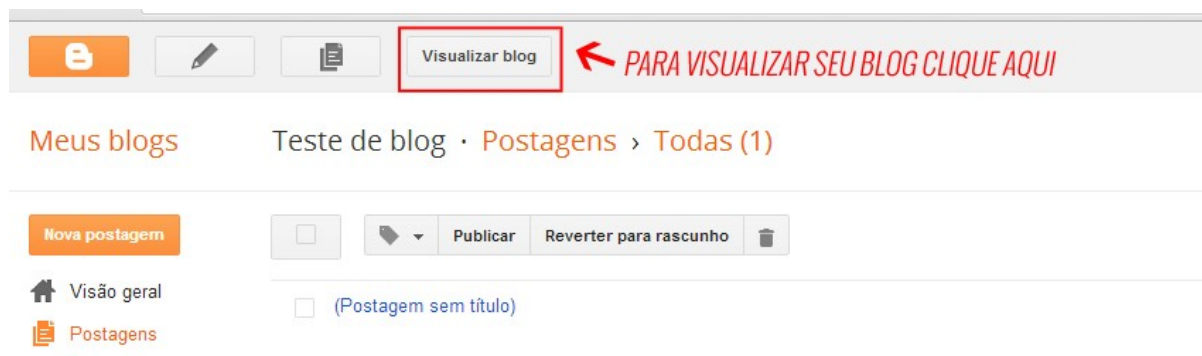 Visualizar blog
PARA VISUALIZAR SEU BLOG CLIQUE AQUI
Meus blogs
Teste de blog · Postagens › Todas (1)
Nova postagem
Publicar
Reverter para rascunho
Visão geral
(Postagem sem título)
Postagens